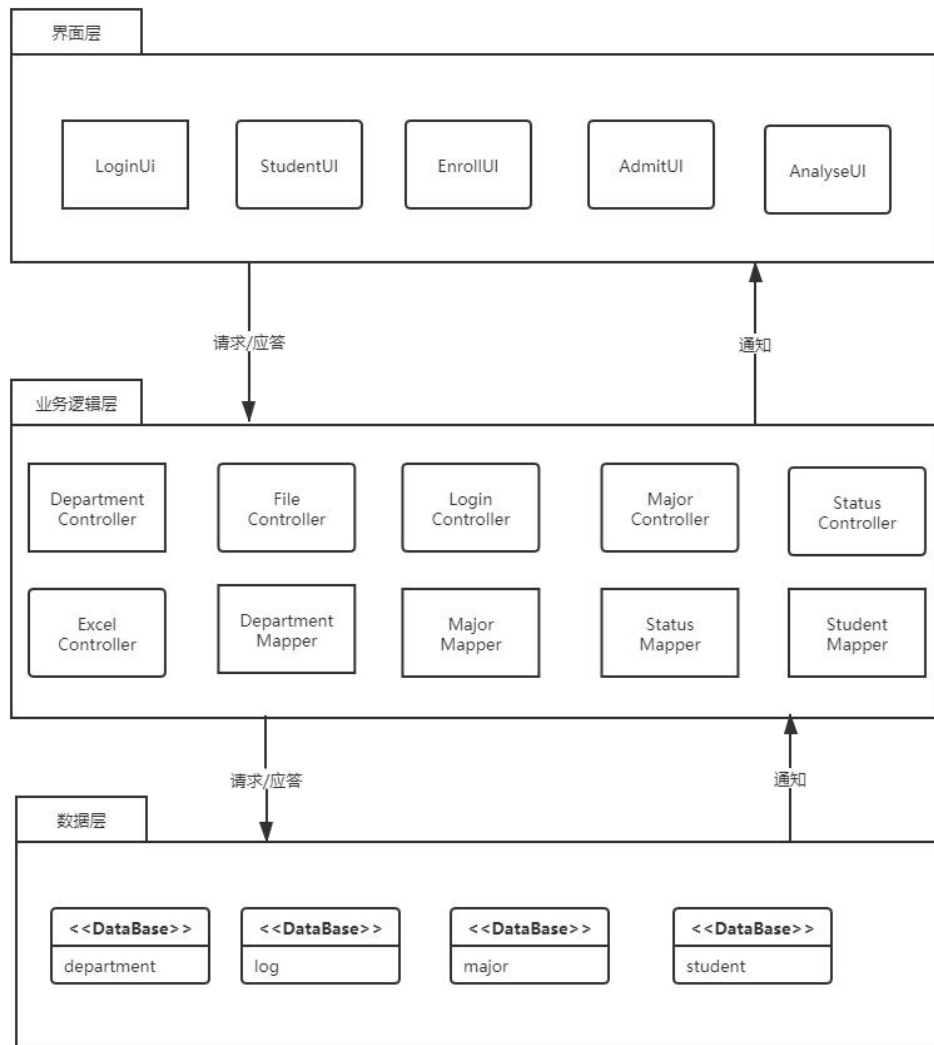 界面层
LoginUi
StudentUI
EnrollUI
AdmitUI
AnalyseUI
请求/应答
通知
业务逻辑层
Department
Controller
File
Controller
Login
Controller
Major
Controller
Status
Controller
Excel
Controller
Department
Mapper
Major
Mapper
Status
Mapper
Student
Mapper
请求/应答
通知
数据层
<<DataBase>>
department
<<DataBase>>
log
<<DataBase>>
major
<<DataBase>>
student